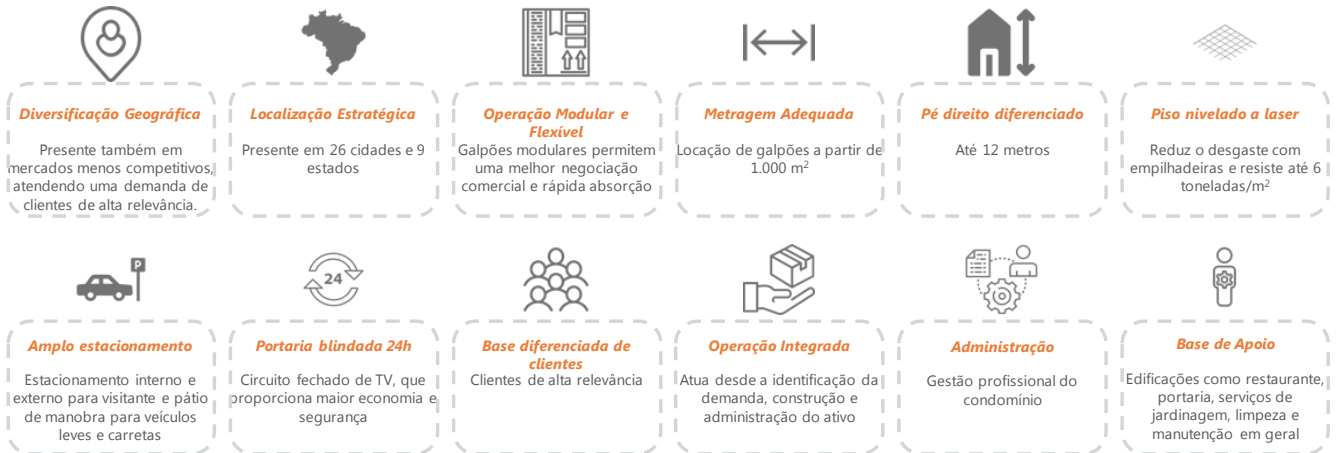 Diversificação Geográfica
Presente também em
mercados menos competitivos,
atendendo uma demanda de
clientes de alta relevância.
Localização Estratégica
Presente em 26 cidades e 9
estados
Operação Modular e
Flexível
Galpões modulares permitem
uma melhor negociação
comercial e rápida absorção
Metragem Adequada
Locação de galpões a partir de
1.000 m²
Pé direito diferenciado
Até 12 metros
Piso nivelado a laser
Reduz o desgaste com
empilhadeiras e resiste até 6
toneladas/m²
P
Amplo estacionamento
Estacionamento interno e
externo para visitante e pátio
de manobra para veículos
leves e carretas
24
Portaria blindada 24h
Circuito fechado de TV, que
proporciona maior economia e
segurança
Base diferenciada de
clientes
Clientes de alta relevância
Operação Integrada
Atua desde a identificação da
demanda, construção e
administração do ativo
Administração
Gestão profissional do
condomínio
Base de Apoio
Edificações como restaurante,
portaria, serviços de
jardinagem, limpeza e
manutenção em geral